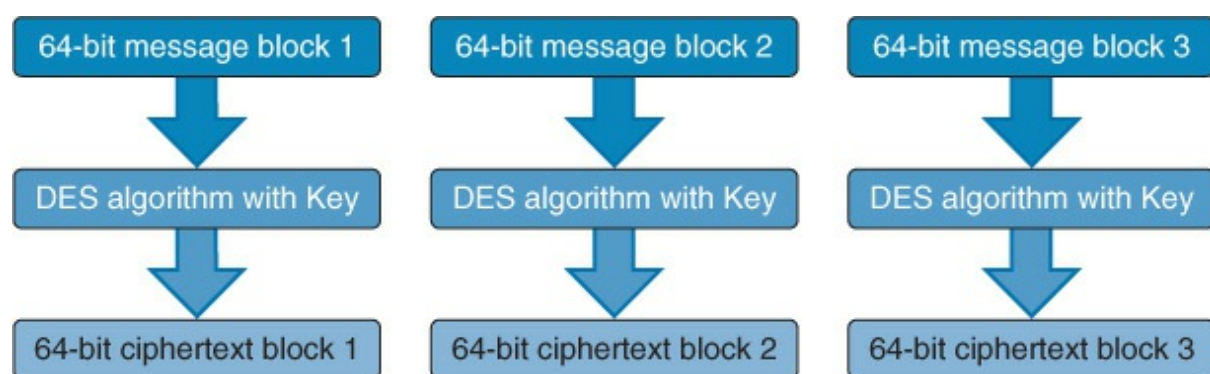 64-bit message block 1
64-bit message block 2
64-bit message block 3
DES algorithm with Key
DES algorithm with Key
DES algorithm with Key
64-bit ciphertext block 1
64-bit ciphertext block 2
64-bit ciphertext block 3